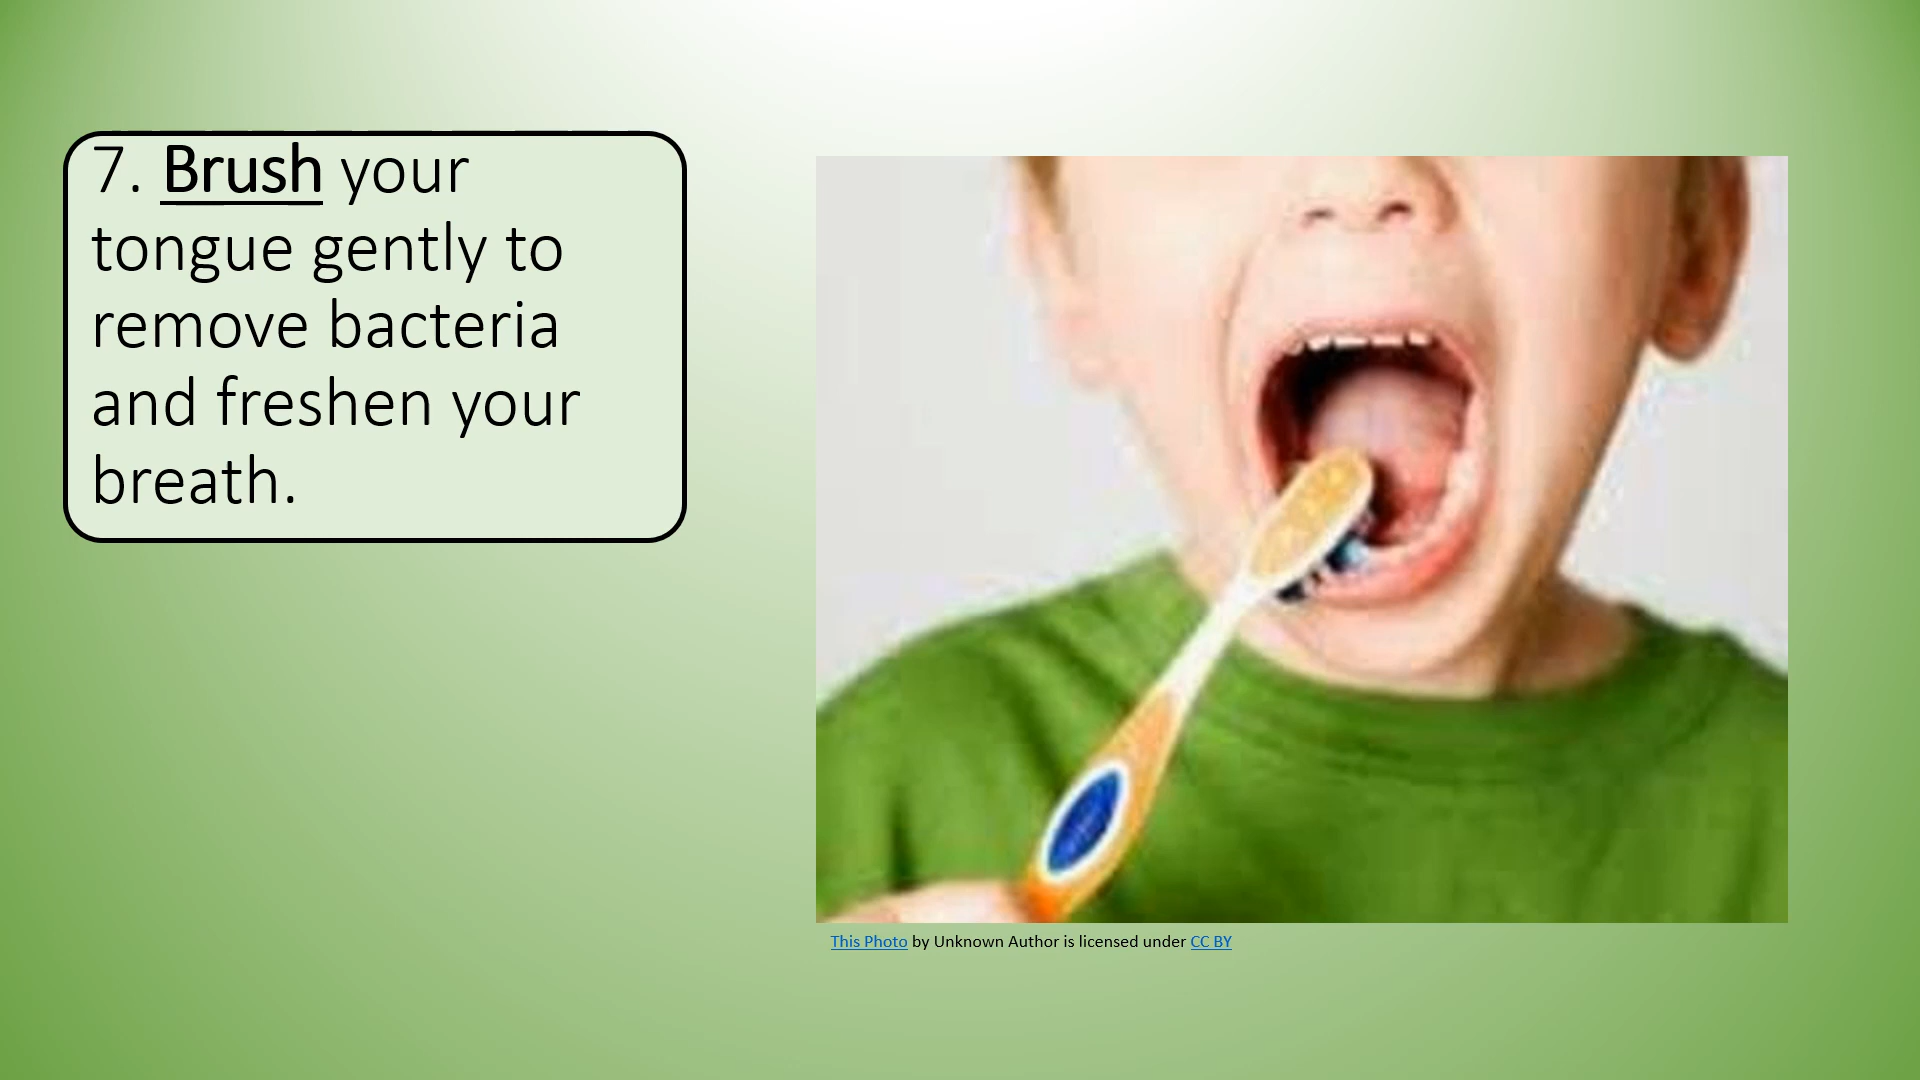 7. Brush your
tongue gently to
remove bacteria
and freshen your
breath.
This Photo by Unknown Author is licensed under CC BY